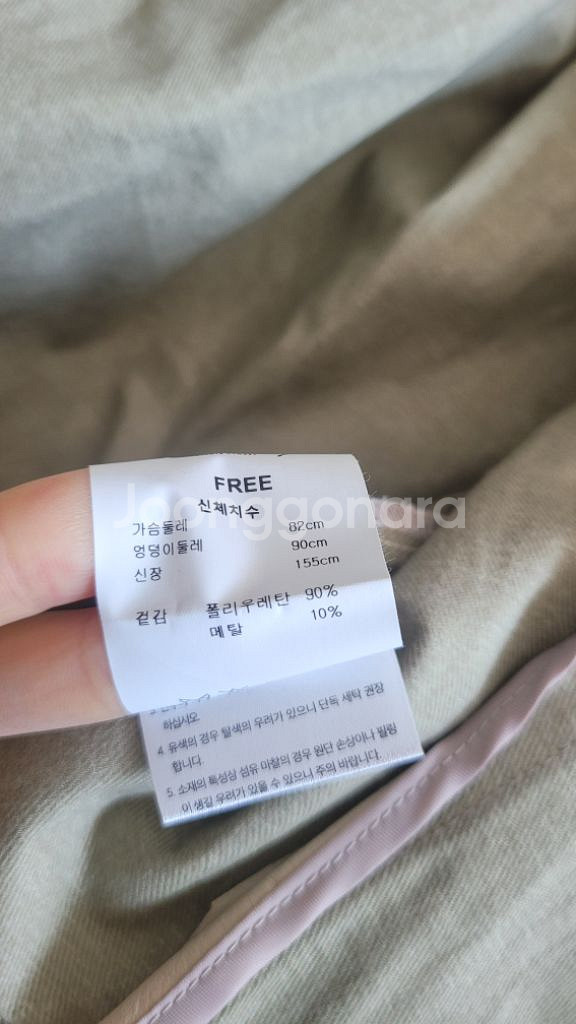 FREE
신체치수
가슴둘레 82cm
엉덩이둘레 90cm
신장 155cm
겉감 폴리우레탄 90%
메탈 10%
Joonggonara
하십시오
4. 유색의 경우 탈색의 우려가 있으니 단독 세탁 권장
합니다.
5. 소재의 특성상 섬유 마찰의 경우 원단 손상이나 필링
이 생길 우려가 있을 수 있으니 주의 바랍니다.